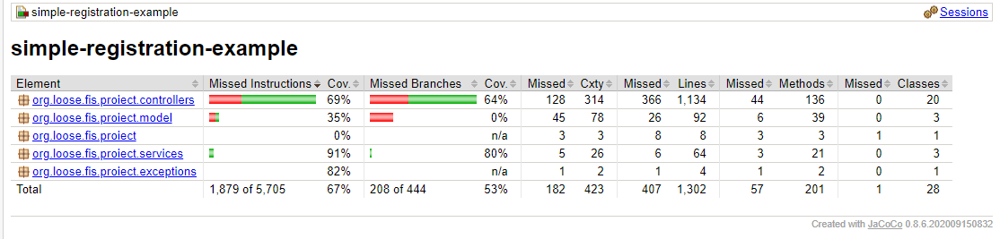 simple-registration-example Sessions
simple-registration-example
Element Missed Instructions Cov. Missed Branches Cov. Missed Cxty Missed Lines Missed Methods Missed Classes
org.loose.fis.proiect.controllers 69% 64% 128 314 366 1,134 44 136 0 20
org.loose.fis.proiect.model 35% 0% 45 78 26 92 6 39 0 3
org.loose.fis.proiect 0% n/a 3 3 8 8 3 3 1 1
org.loose.fis.proiect.services 91% 80% 5 26 6 64 3 21 0 3
org.loose.fis.proiect.exceptions 82% n/a 1 2 1 4 1 2 0 1
Total 1,879 of 5,705 67% 208 of 444 53% 182 423 407 1,302 57 201 1 28
Created with JaCoCo 0.8.6.202009150832